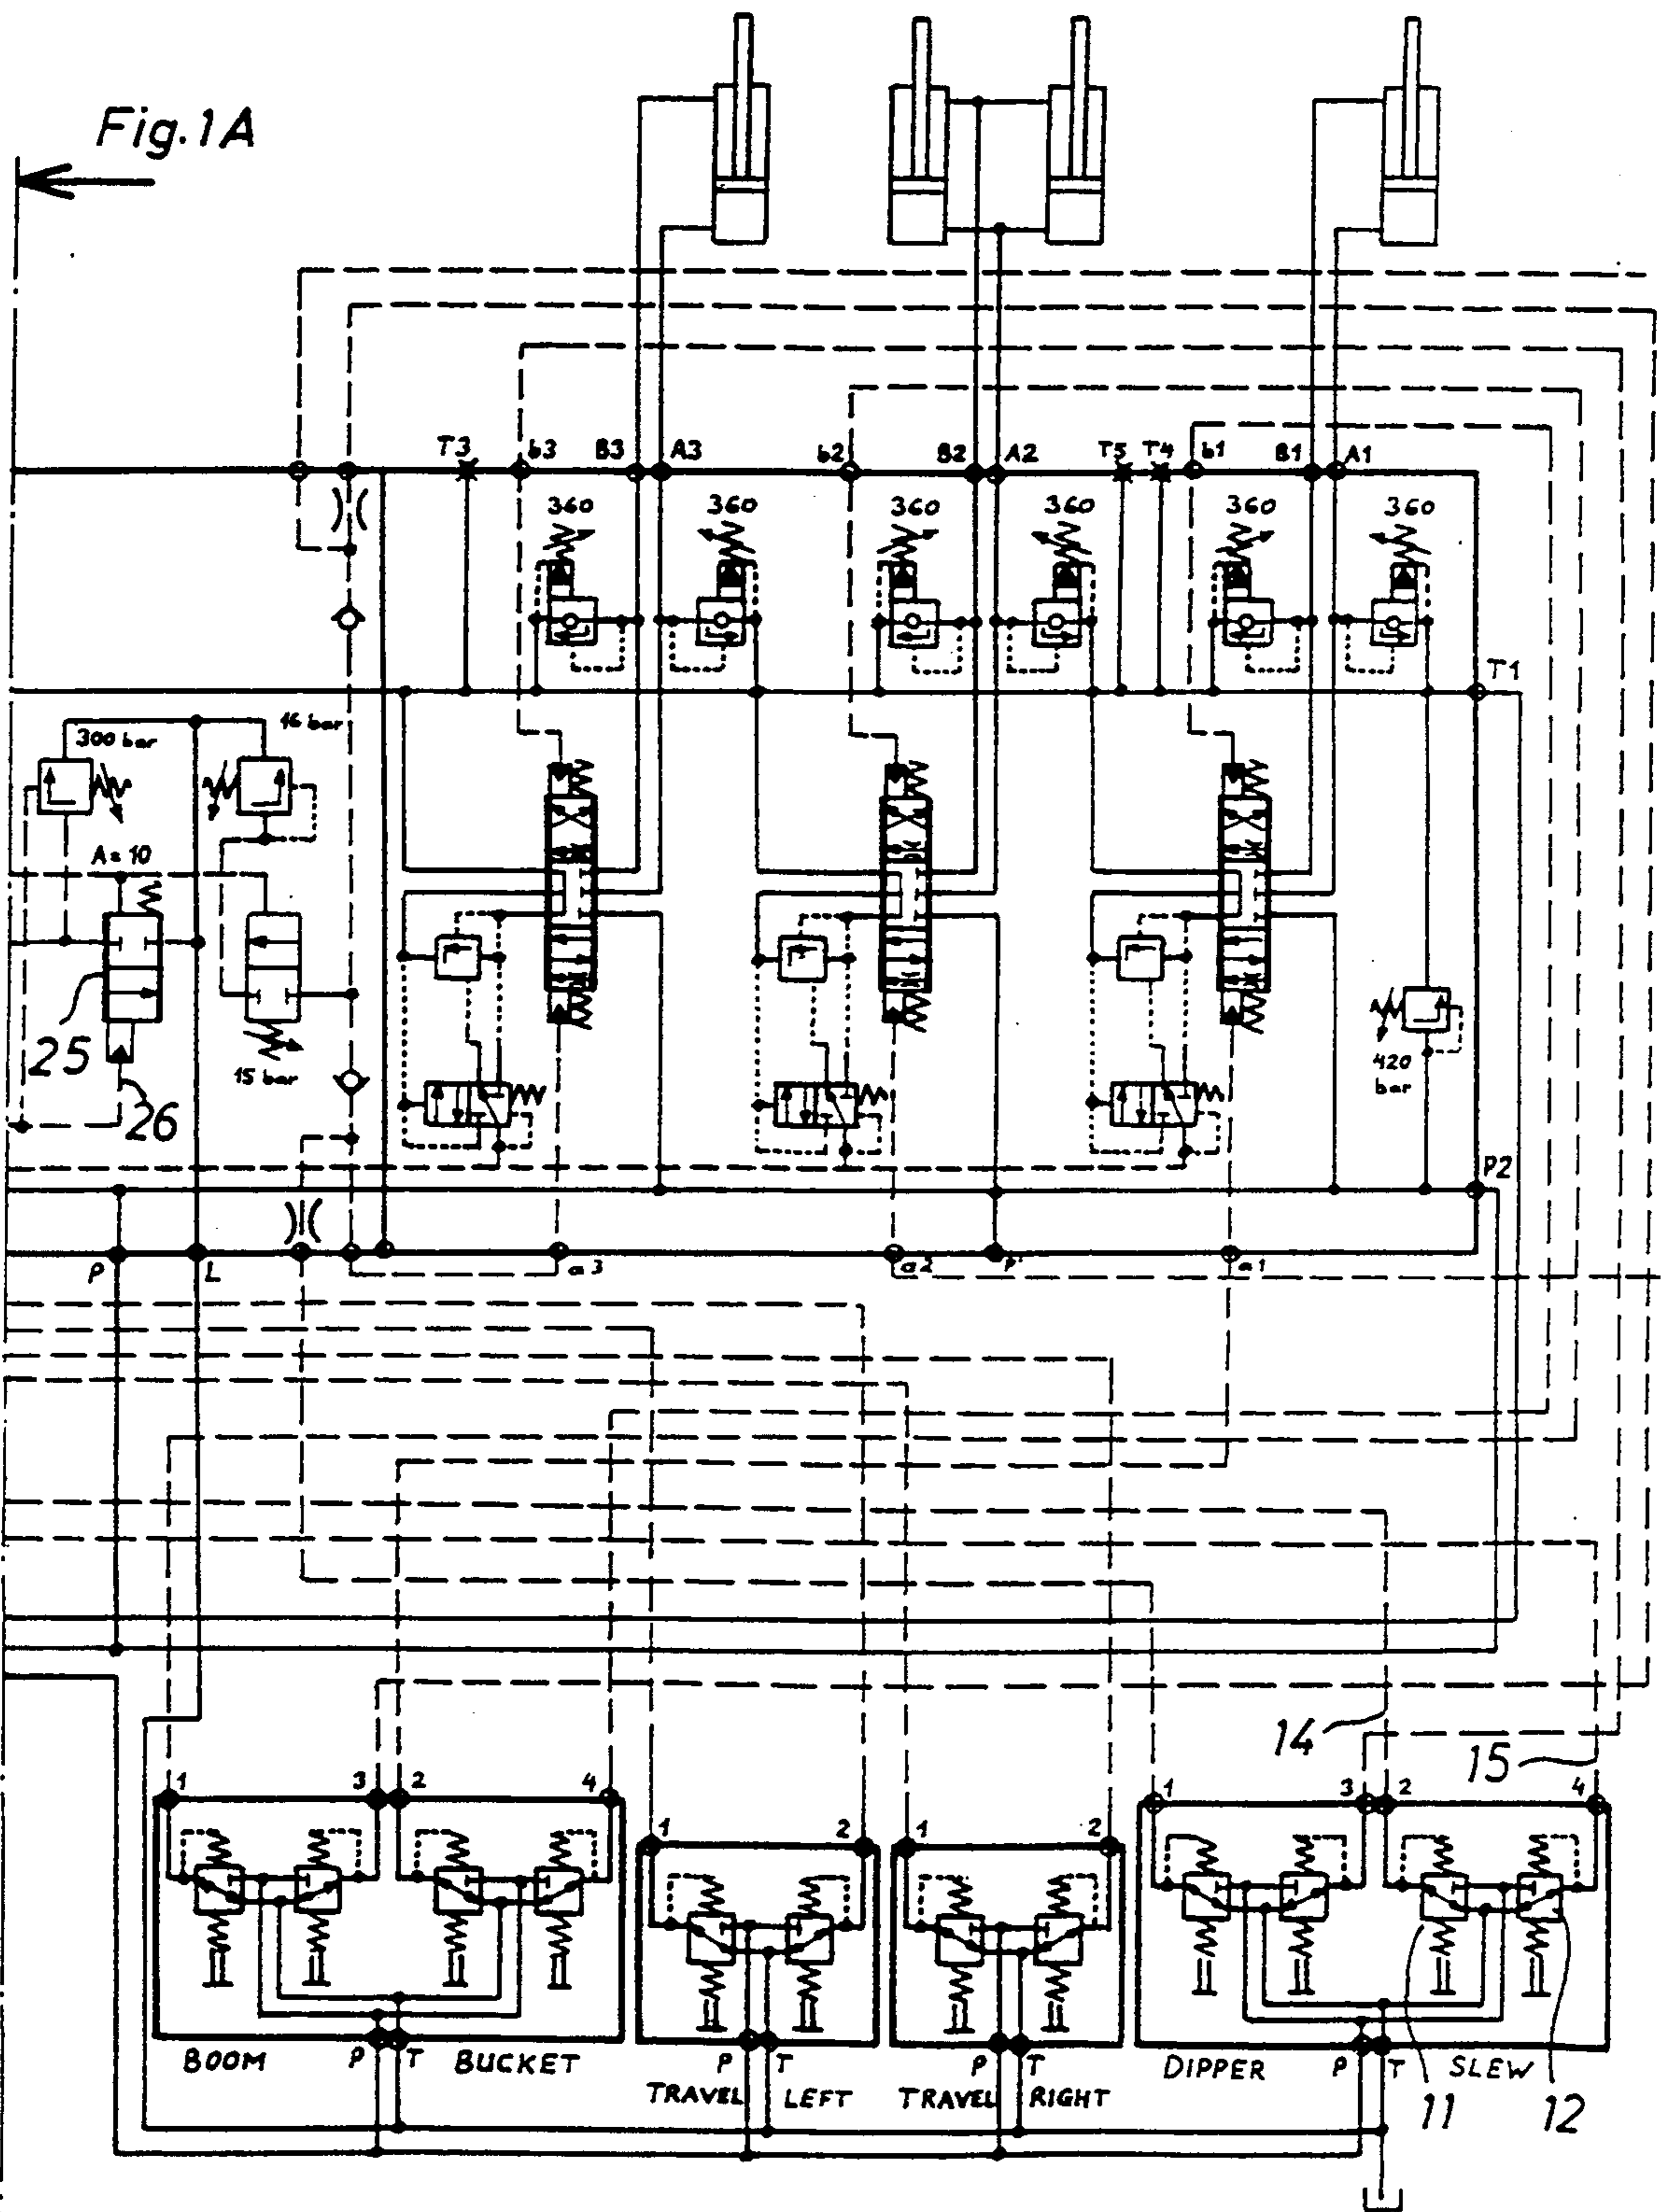 Fig.1A
T3 b3 B3 A3 b2 B2 A2 T5 T4 b1 B1 A1
360 360 360 360 360 360
T1
300 bar 16 bar
A=10
25 15 bar 420
bar
26
P2
P L a3 a2 P' a1
14
15
1 3 2 4 1 2 1 2 1 3 2 4
BOOM P T BUCKET P T P T DIPPER P T SLEW
TRAVEL LEFT TRAVEL RIGHT
11 12